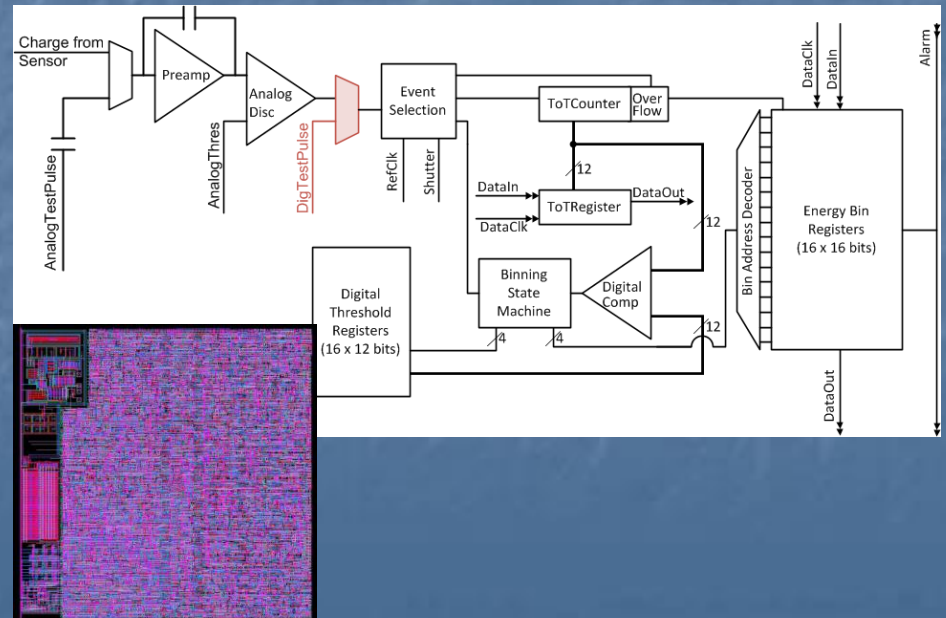 Charge from
Sensor
Preamp
Analog
Disc
AnalogTestPulse
AnalogThres
DigTestPulse
Event
Selection
RefClk
Shutter
ToTCounter
Over
Flow
12
DataIn
DataClk
ToTRegister
DataOut
12
Digital
Threshold
Registers
(16 x 12 bits)
Binning
State
Machine
4
4
Digital
Comp
12
Bin Address Decoder
DataClk
DataIn
Energy Bin
Registers
(16 x 16 bits)
Alarm
DataOut